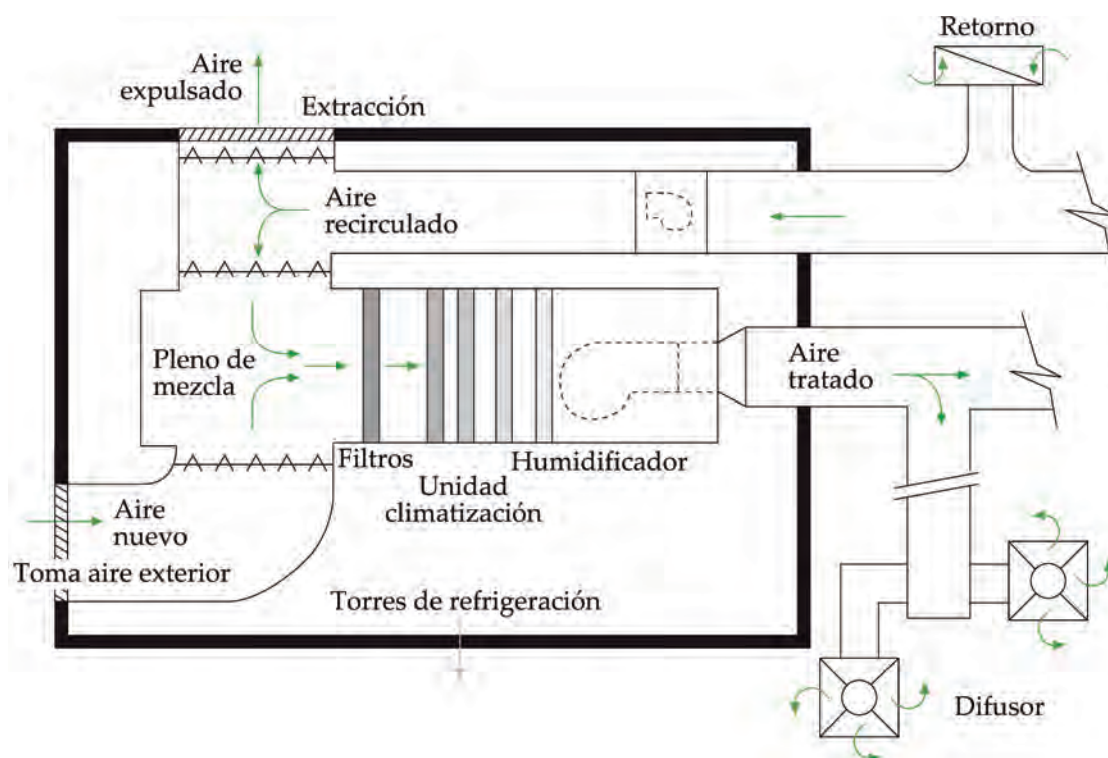 Retorno
Aire
expulsado
Extracción
Aire
recirculado
Pleno de
mezcla
Aire
tratado
Filtros
Humidificador
Unidad
climatización
Aire
nuevo
Toma aire exterior
Torres de refrigeración
Difusor